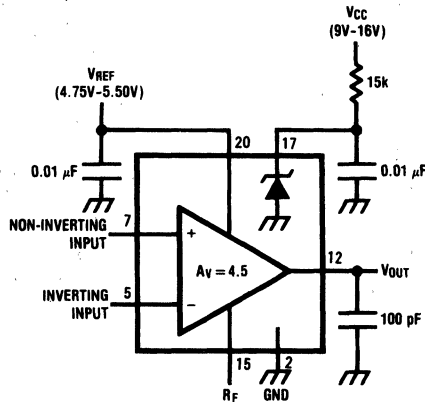 VCC
(9V–16V)
VREF
(4.75V–5.50V)
15k
20
17
0.01 μF
0.01 μF
7
NON-INVERTING
INPUT
+
12
AV = 4.5
VOUT
5
INVERTING
INPUT
−
100 pF
15
2
RF
GND